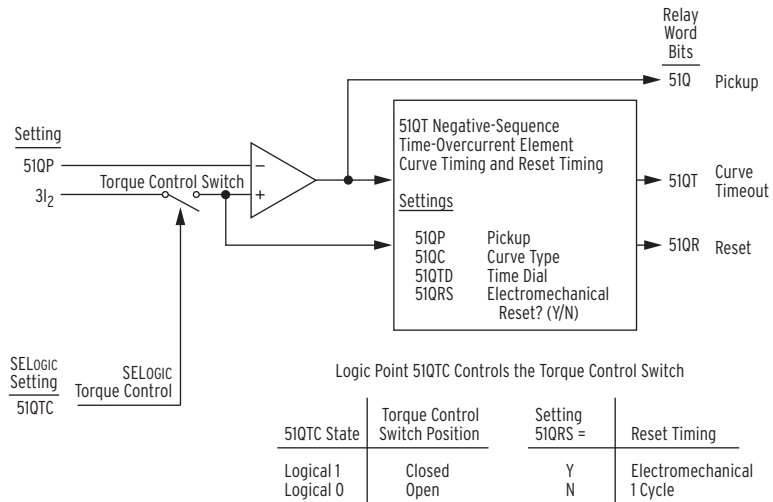 Relay
Word
Bits
51Q Pickup
Setting
51QP
3I2
Torque Control Switch
−
+
51QT Negative-Sequence
Time-Overcurrent Element
Curve Timing and Reset Timing
Settings
51QP Pickup
51QC Curve Type
51QTD Time Dial
51QRS Electromechanical
Reset? (Y/N)
51QT Curve
Timeout
51QR Reset
SELOGIC
Setting
51QTC
SELOGIC
Torque Control
Logic Point 51QTC Controls the Torque Control Switch
51QTC State Torque Control
Switch Position
Logical 1 Closed
Logical 0 Open
Setting
51QRS = Reset Timing
Y Electromechanical
N 1 Cycle